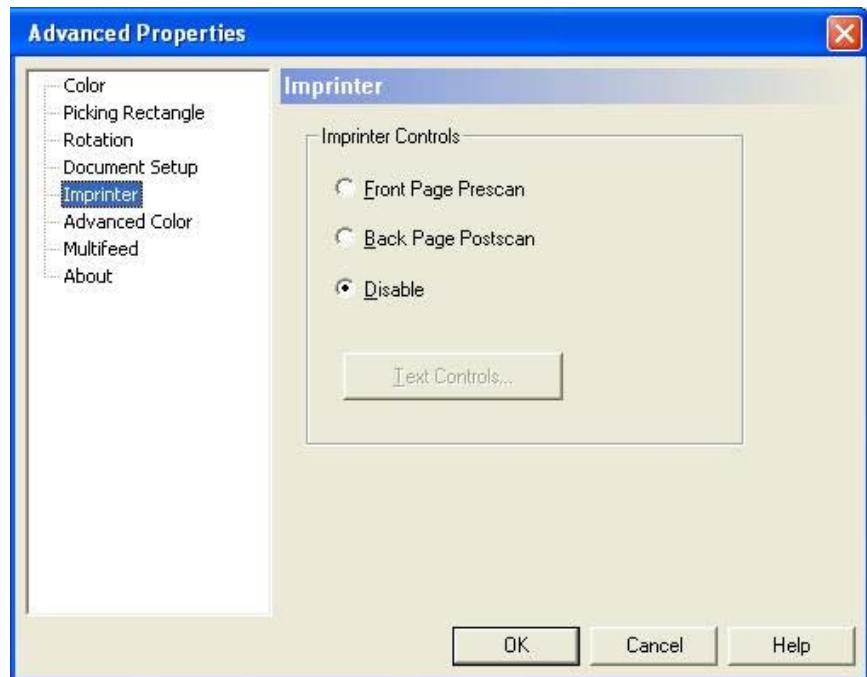 Advanced Properties
Color
Picking Rectangle
Rotation
Document Setup
Imprinter
Advanced Color
Multifeed
About
Imprinter
Imprinter Controls
Front Page Prescan
Back Page Postscan
Disable
Text Controls...
OK
Cancel
Help